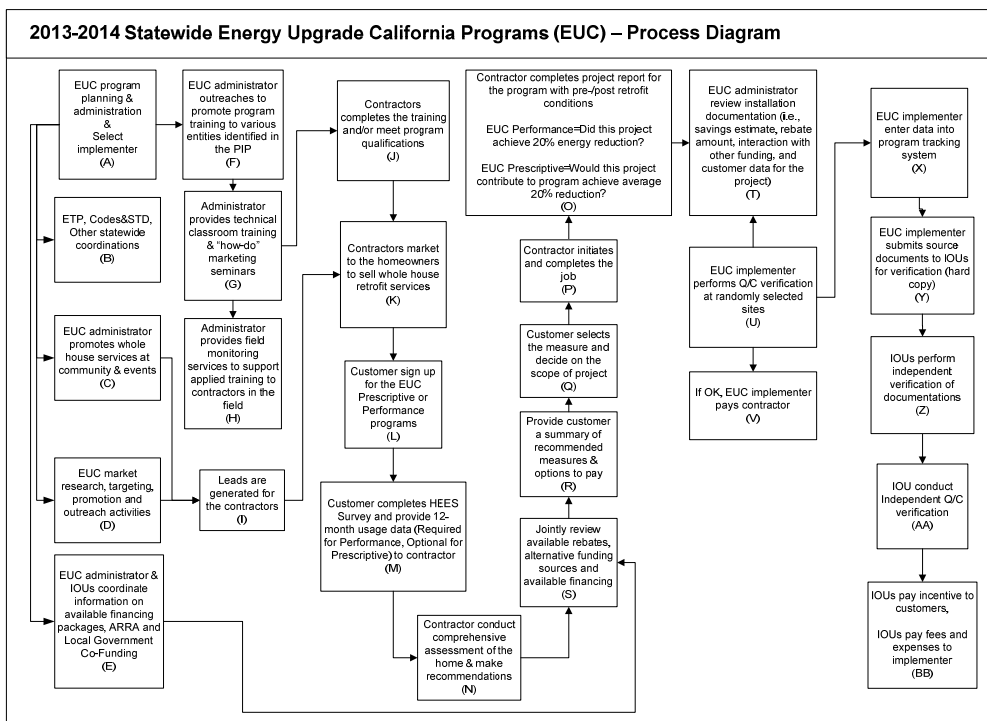 2013-2014 Statewide Energy Upgrade California Programs (EUC) – Process Diagram
EUC program
planning &
administration
&
Select
implementer
(A)
ETP, Codes&STD,
Other statewide
coordinations
(B)
EUC administrator
promotes whole
house services at
community & events
(C)
EUC market
research, targeting,
promotion and
outreach activities
(D)
EUC administrator &
IOUs coordinate
information on
available financing
packages, ARRA and
Local Government
Co-Funding
(E)
EUC administrator
outreaches to
promote program
training to various
entities identified in
the PIP
(F)
Administrator
provides technical
classroom training
& "how-do"
marketing
seminars
(G)
Administrator
provides field
monitoring
services to support
applied training to
contractors in the
field
(H)
Leads are
generated for
the contractors
(I)
Contractors
completes the training
and/or meet program
qualifications
(J)
Contractors market
to the homeowners
to sell whole house
retrofit services
(K)
Customer sign up
for the EUC
Prescriptive or
Performance
programs
(L)
Customer completes HEES
Survey and provide 12-
month usage data (Required
for Performance, Optional
for Prescriptive) to contractor
(M)
Contractor conduct
comprehensive
assessment of the
home & make
recommendations
(N)
Contractor completes project report for
the program with pre-/post retrofit
conditions
EUC Performance=Did this project
achieve 20% energy reduction?
EUC Prescriptive=Would this project
contribute to program achieve average
20% reduction?
(O)
Contractor initiates
and completes the
job
(P)
Customer selects
the measure and
decide on the
scope of project
(Q)
Provide customer
a summary of
recommended
measures &
options to pay
(R)
Jointly review
available rebates,
alternative funding
sources and
available financing
(S)
EUC administrator
review installation
documentation (i.e.,
savings estimate, rebate
amount, interaction with
other funding, and
customer data for the
project)
(T)
EUC implementer
performs Q/C verification
at randomly selected
sites
(U)
If OK, EUC implementer
pays contractor
(V)
EUC implementer
enter data into
program tracking
system
(X)
EUC implementer
submits source
documents to IOUs
for verification (hard
copy)
(Y)
IOUs perform
independent
verification of
documentations
(Z)
IOU conduct
Independent Q/C
verification
(AA)
IOUs pay incentive to
customers,
IOUs pay fees and
expenses to
implementer
(BB)